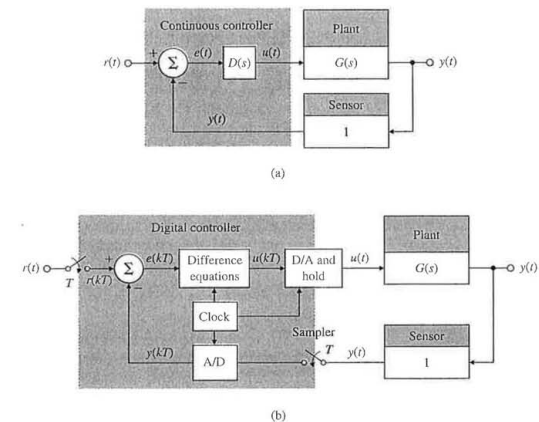 Continuous controller
Plant
r(t)
+
Σ
e(t)
D(s)
u(t)
G(s)
y(t)
−
Sensor
y(t)
1
(a)
Digital controller
Plant
r(t)
T
r(kT)
+
Σ
e(kT)
Difference
equations
u(kT)
D/A and
hold
u(t)
G(s)
y(t)
−
Clock
Sampler
Sensor
y(kT)
A/D
T
y(t)
1
(b)